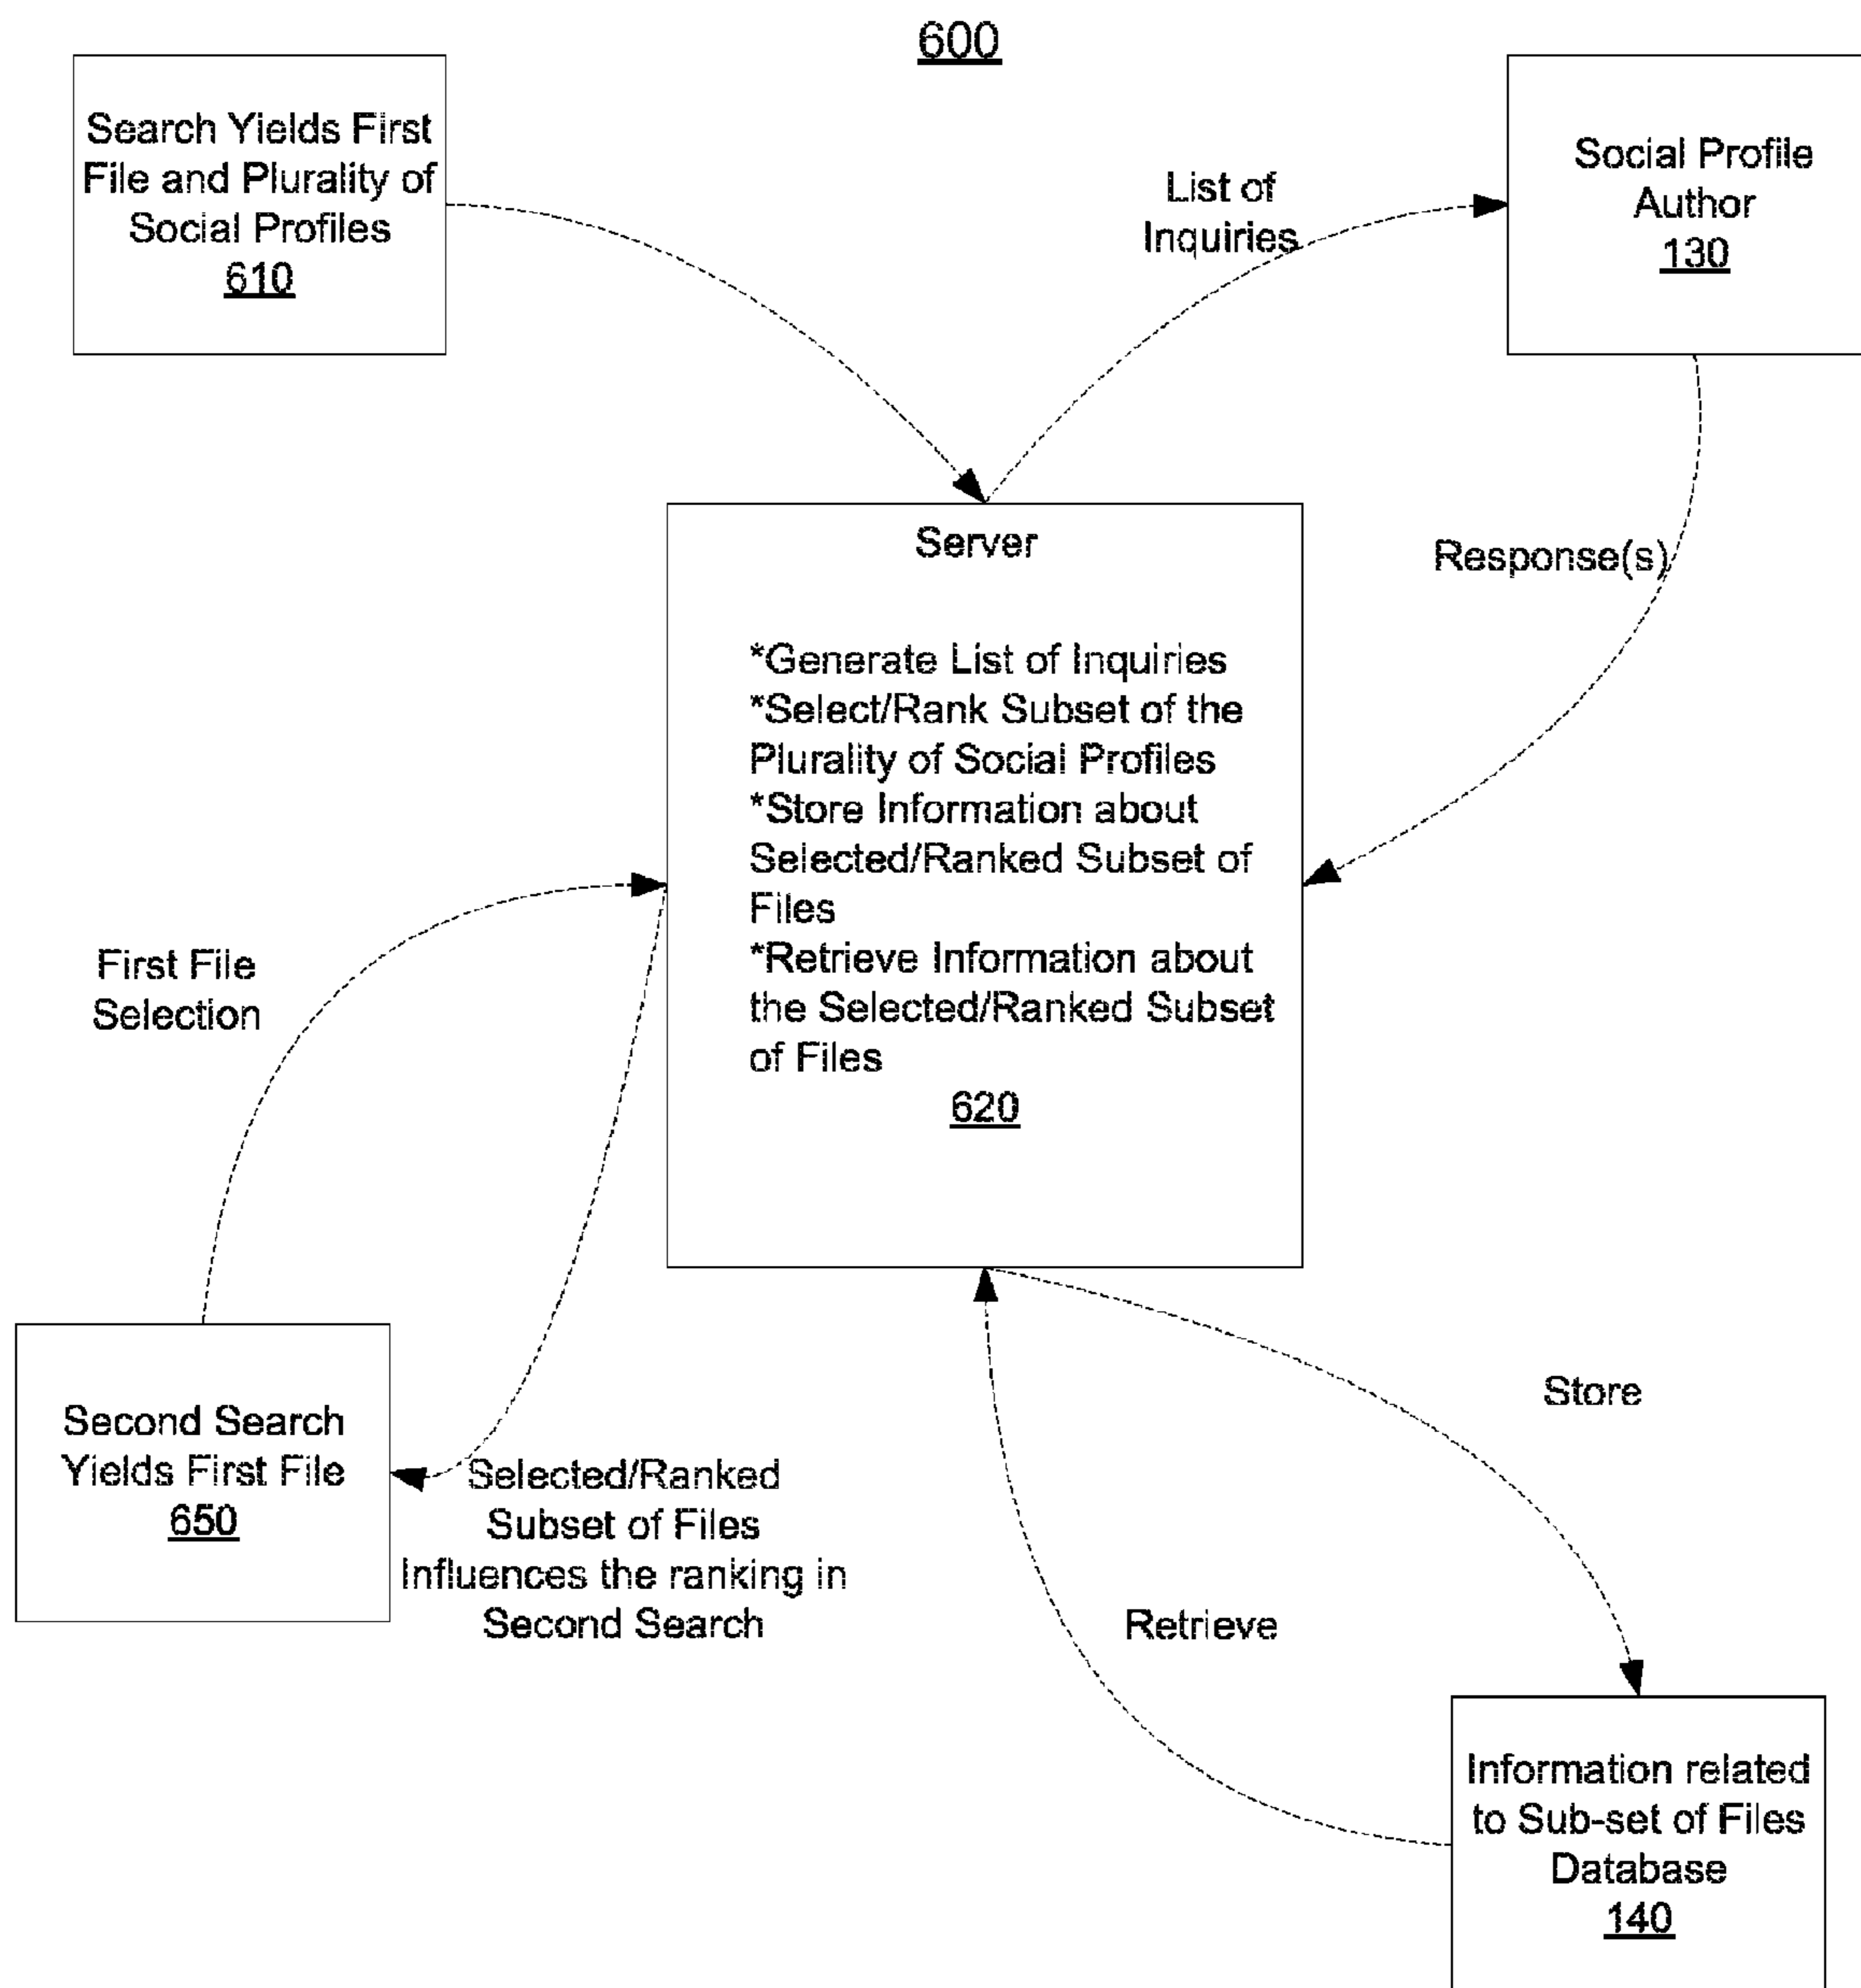 600
Search Yields First
File and Plurality of
Social Profiles
610
List of
Inquiries
Social Profile
Author
130
Server
*Generate List of Inquiries
*Select/Rank Subset of the
Plurality of Social Profiles
*Store Information about
Selected/Ranked Subset of
Files
*Retrieve Information about
the Selected/Ranked Subset
of Files
620
Response(s)
First File
Selection
Second Search
Yields First File
650
Selected/Ranked
Subset of Files
Influences the ranking in
Second Search
Store
Retrieve
Information related
to Sub-set of Files
Database
140